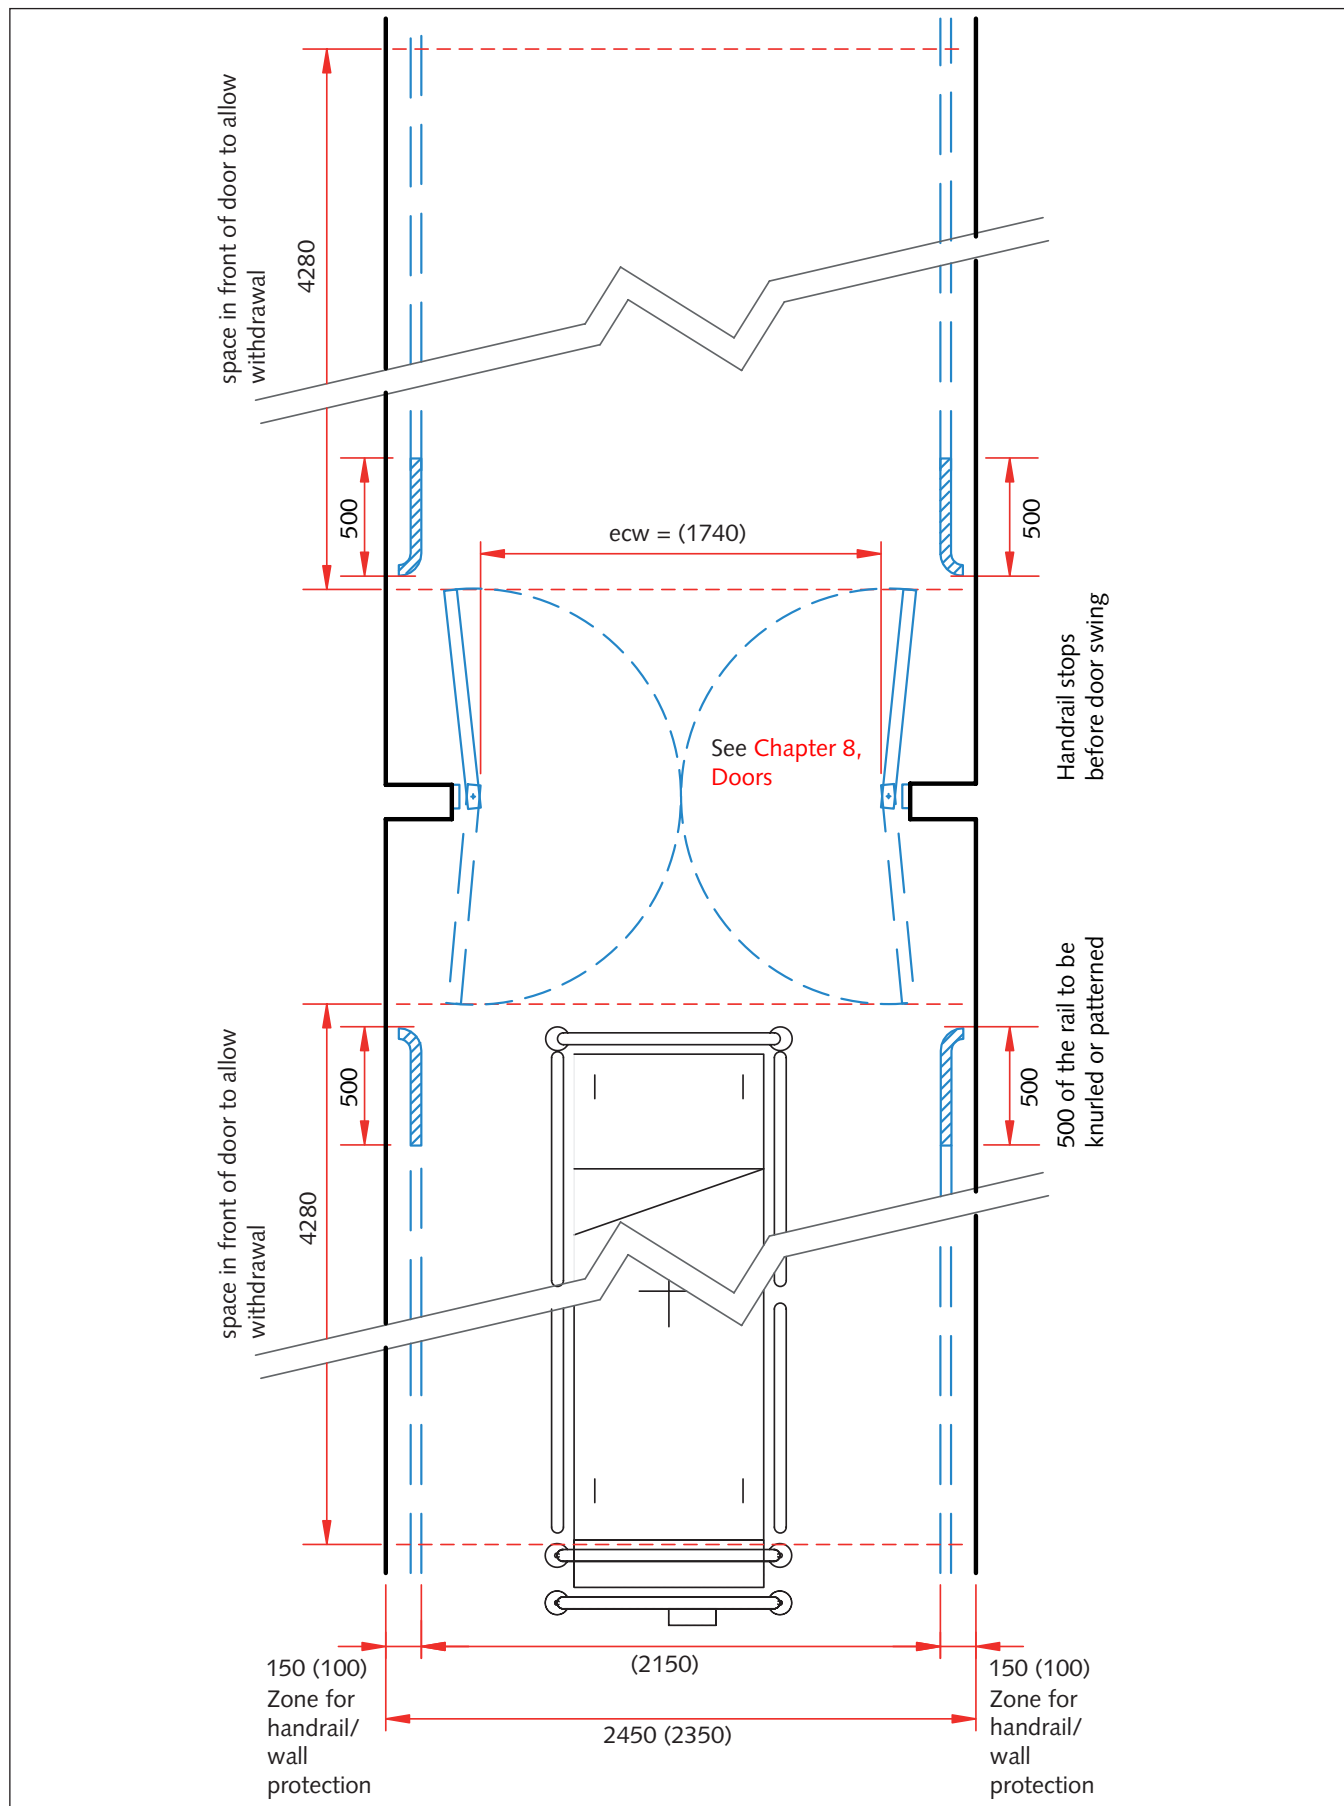 space in front of door to allow
withdrawal
4280
500
500
ecw = (1740)
Handrail stops
before door swing
See Chapter 8,
Doors
500 of the rail to be
knurled or patterned
space in front of door to allow
withdrawal
4280
500
500
150 (100)
Zone for
handrail/
wall
protection
(2150)
2450 (2350)
150 (100)
Zone for
handrail/
wall
protection